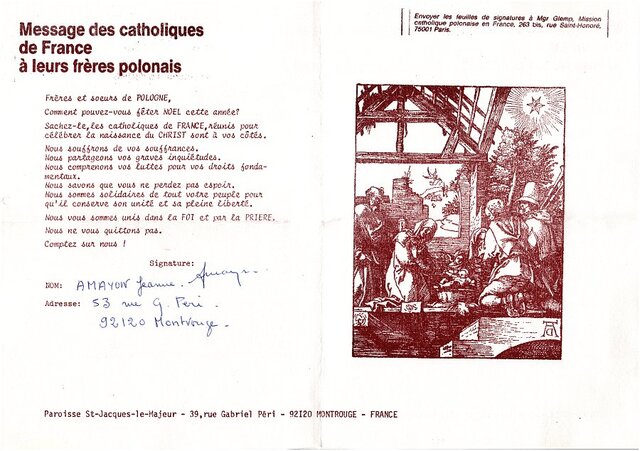 Message des catholiques
de France
à leurs frères polonais
Envoyer les feuilles de signatures à Mgr Glemp, Mission
catholique polonaise en France, 263 bis, rue Saint-Honoré,
75001 Paris.
Frères et soeurs de POLOGNE,
Comment pouvez-vous fêter NOEL cette année?
Sachez-le,les catholiques de FRANCE,réunis pour
célébrer la naissance du CHRIST sont à vos côtés.
Nous souffrons de vos souffrances.
Nous partageons vos graves inquiétudes.
Nous comprenons vos luttes pour vos droits fonda-
mentaux.
Nous savons que vous ne perdez pas espoir.
Nous sommes solidaires de tout votre peuple pour
qu'il conserve son unité et sa pleine liberté.
Nous vous sommes unis dans la FOI et par la PRIERE.
Nous ne vous quittons pas.
Comptez sur nous !
Signature:
NOM: AMAYON Jeanne.
Adresse: 53 rue G. Péri.
92120 Montrouge.
AD
Paroisse St-Jacques-le-Majeur - 39,rue Gabriel Péri - 92I20 MONTROUGE - FRANCE